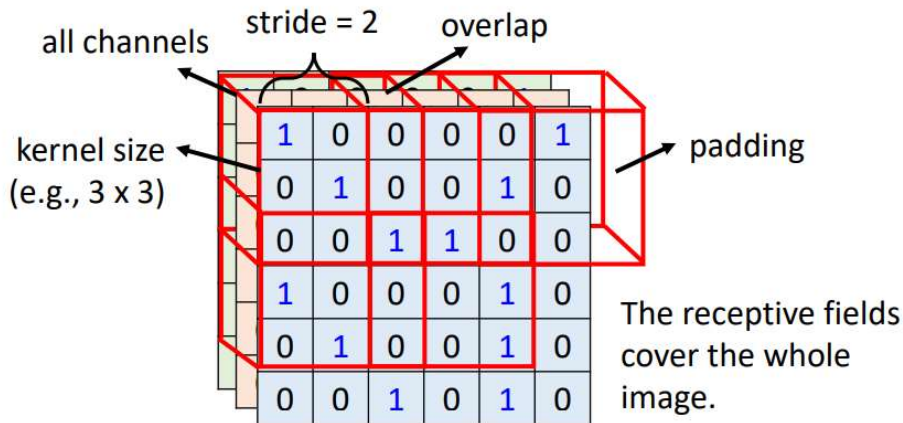 stride = 2
overlap
all channels
kernel size
(e.g., 3 x 3)
padding
1 0 0 0 0 1
0 1 0 0 1 0
0 0 1 1 0 0
1 0 0 0 1 0
0 1 0 0 1 0
0 0 1 0 1 0
The receptive fields
cover the whole
image.